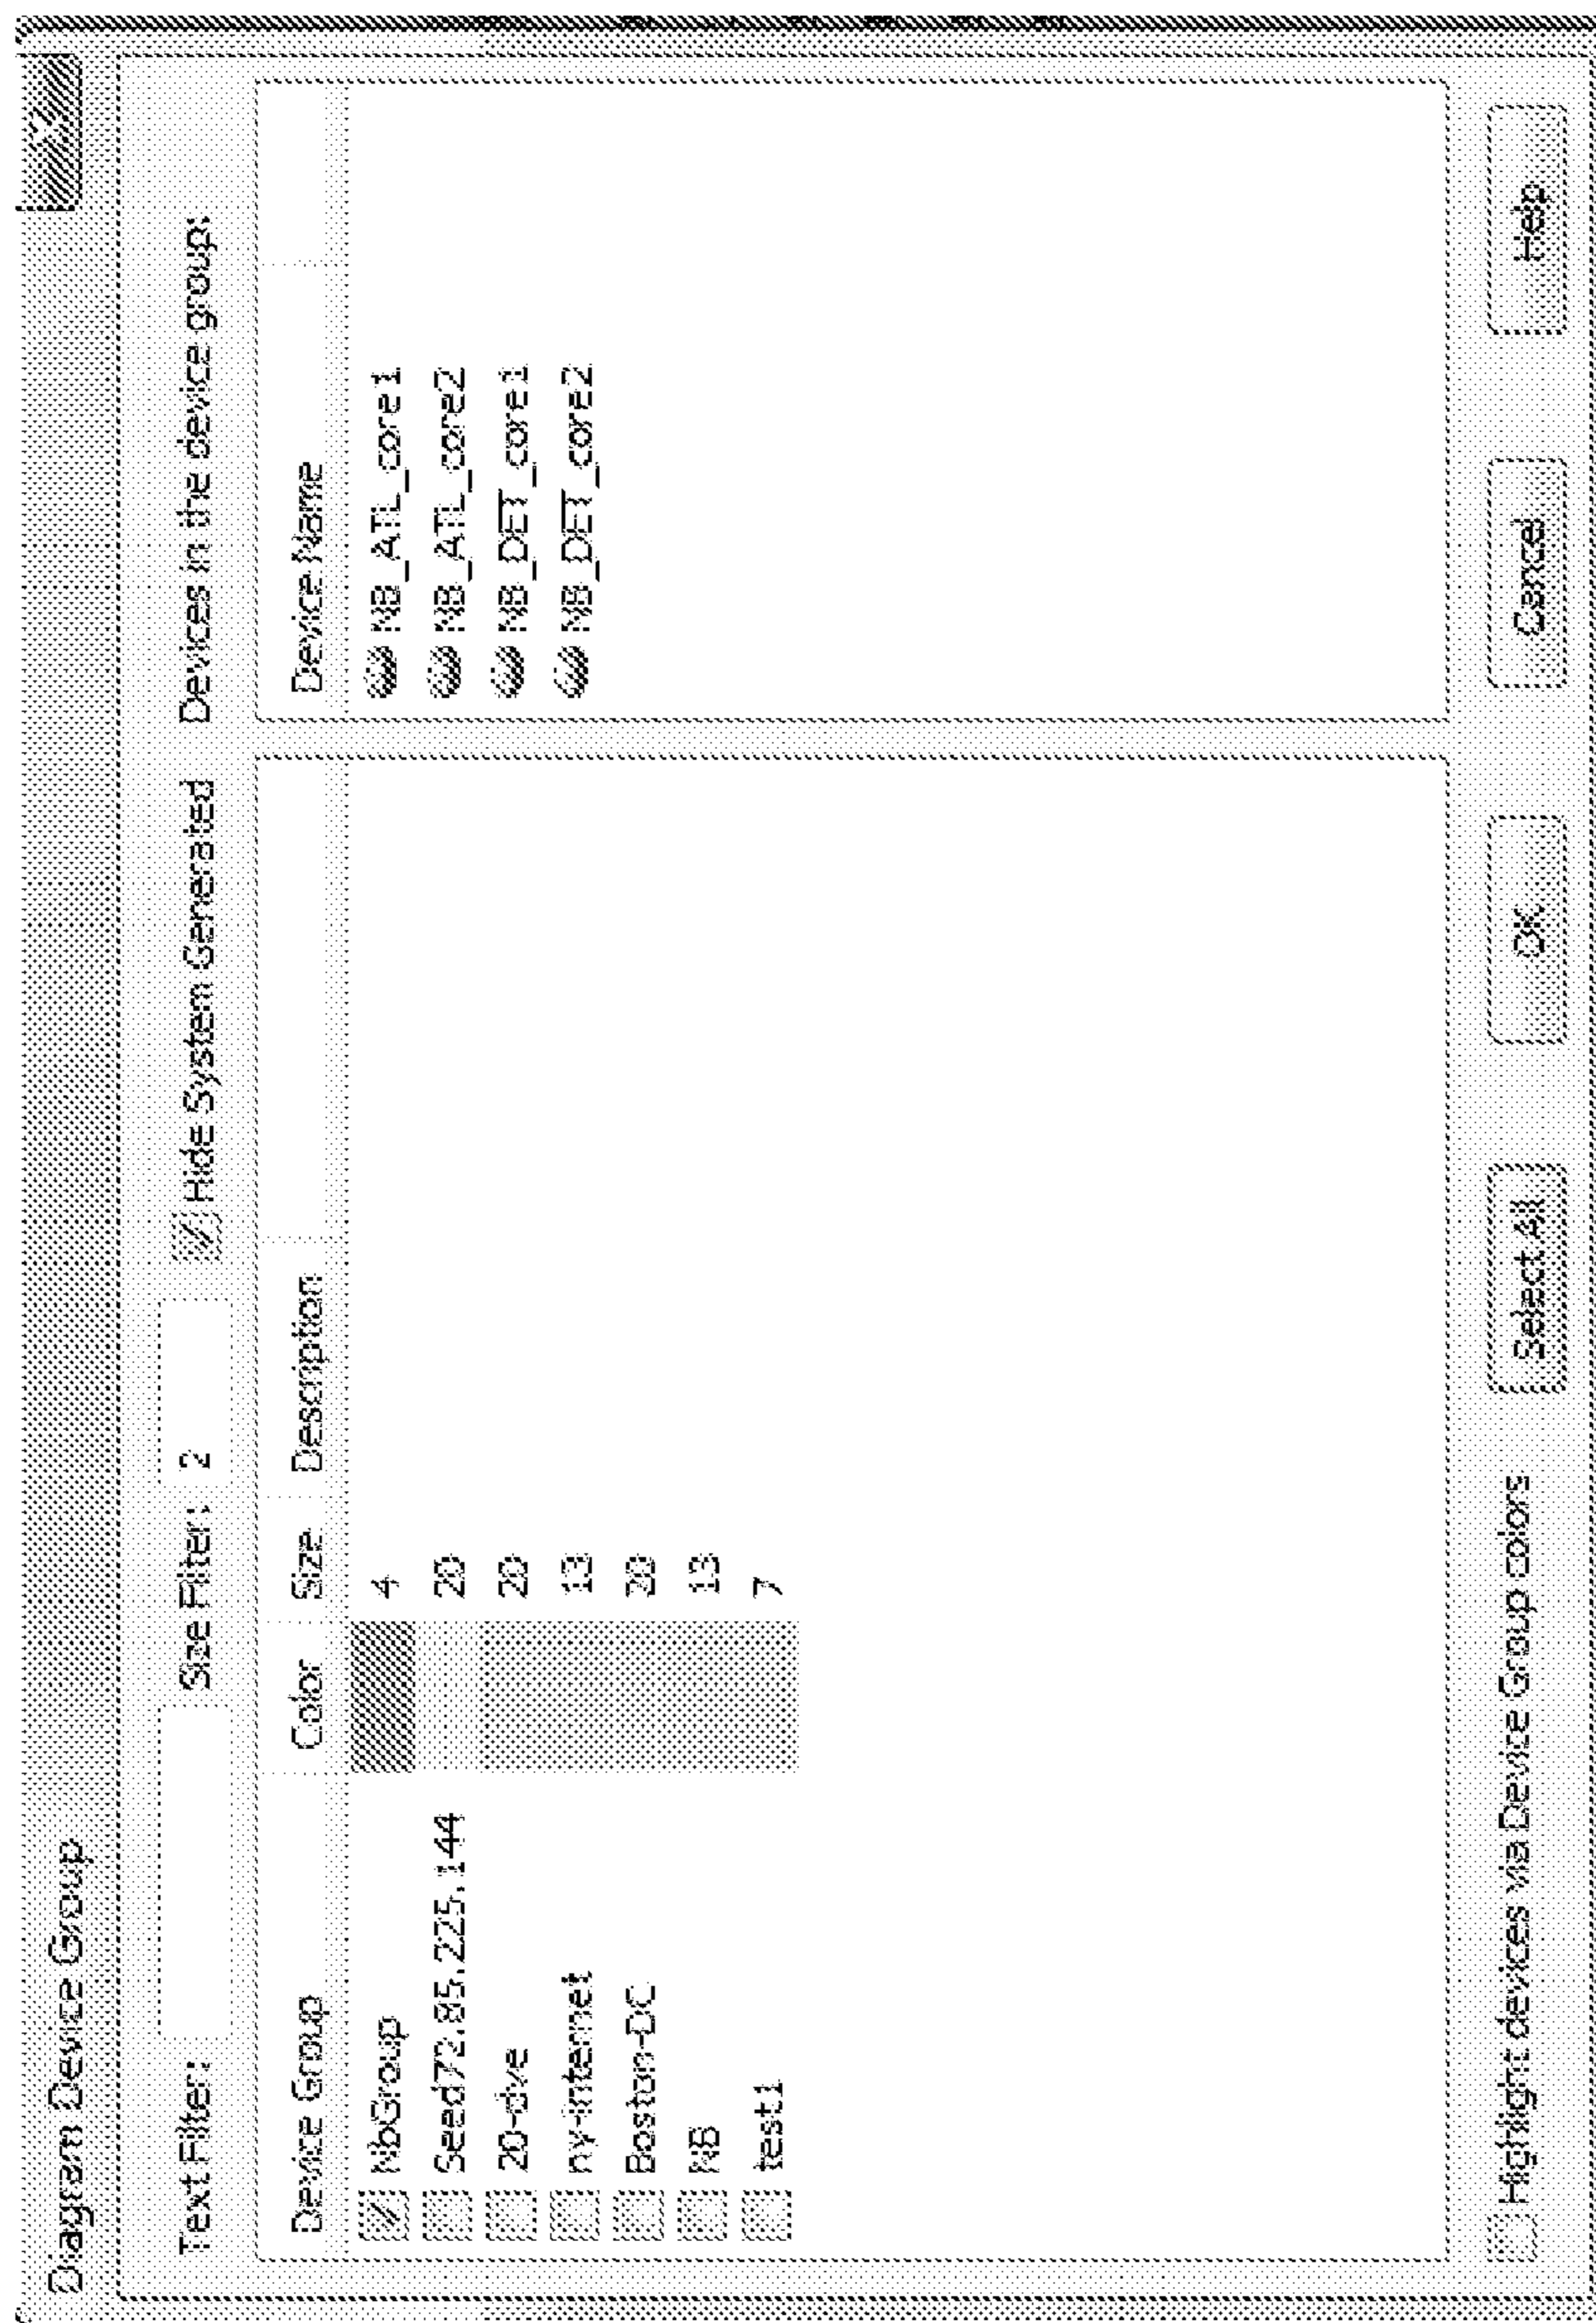 Diagram Device Group
Text Filter: Size Filter: 2 Hide System Generated Devices in the device group:
Device Group Color Size Description Device Name
NbGroup 4 NB_ATL_core1
Seed72.85.225.144 20 NB_ATL_core2
20-dve 20 NB_DET_core1
ny-internet 13 NB_DET_core2
Boston-DC
NB 13
test1 7
Highlight devices via Device Group colors Select All OK Cancel Help